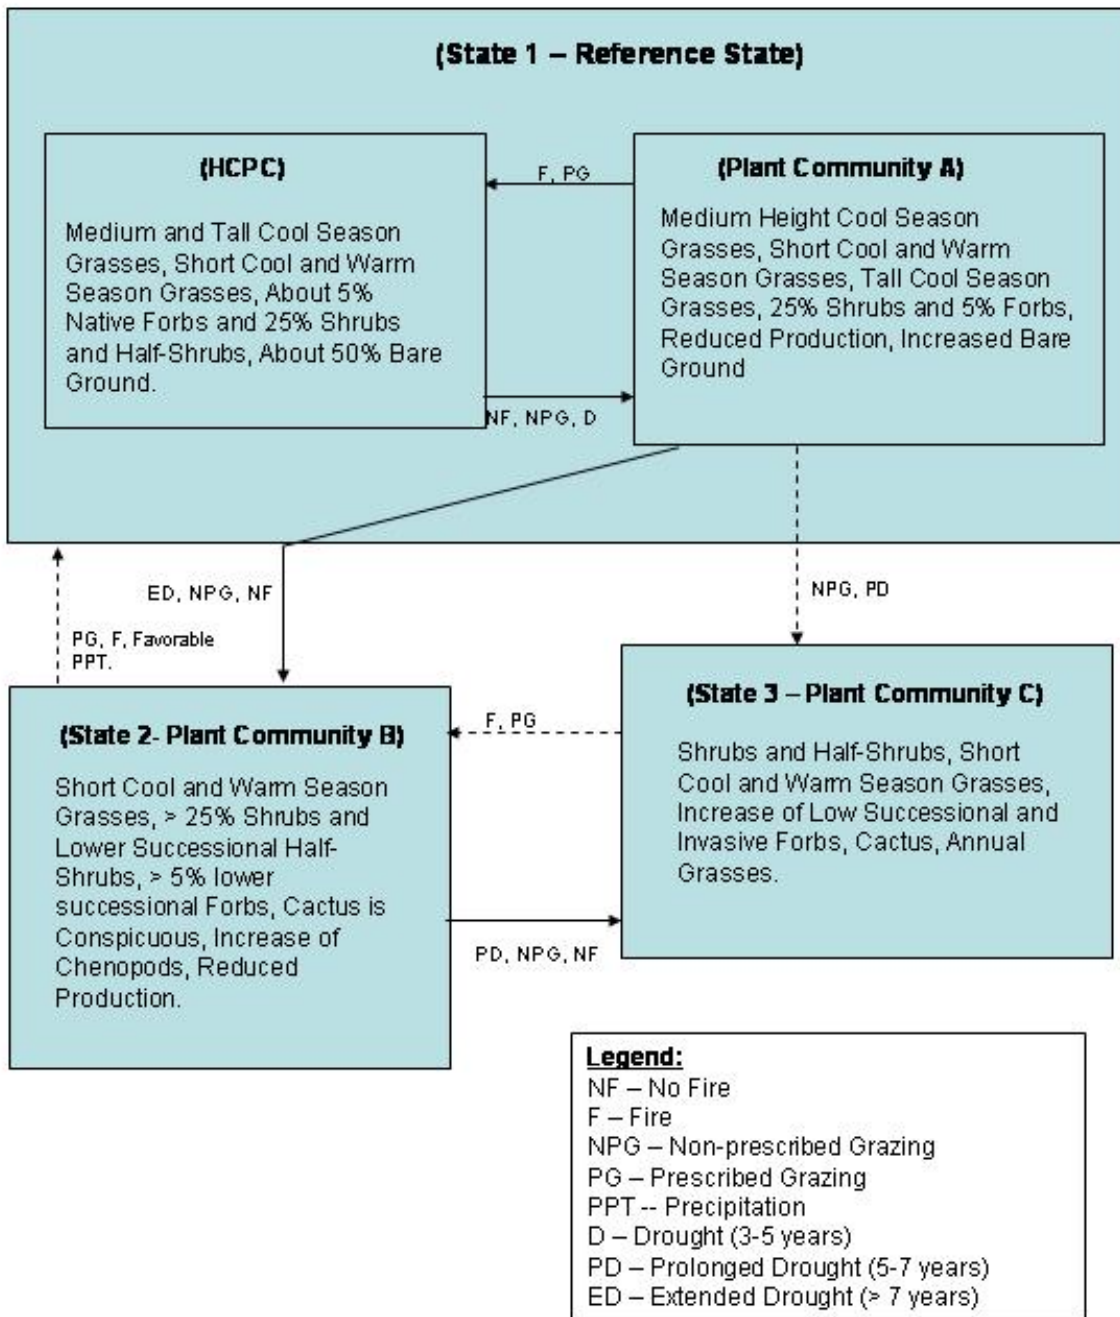 (State 1 – Reference State)
(HCPC)
Medium and Tall Cool Season
Grasses, Short Cool and Warm
Season Grasses, About 5%
Native Forbs and 25% Shrubs
and Half-Shrubs, About 50% Bare
Ground.
F, PG
NF, NPG, D
(Plant Community A)
Medium Height Cool Season
Grasses, Short Cool and Warm
Season Grasses, Tall Cool Season
Grasses, 25% Shrubs and 5% Forbs,
Reduced Production, Increased Bare
Ground
ED, NPG, NF
PG, F, Favorable
PPT.
NPG, PD
(State 2- Plant Community B)
Short Cool and Warm Season
Grasses, > 25% Shrubs and
Lower Successional Half-
Shrubs, > 5% lower
successional Forbs, Cactus is
Conspicuous, Increase of
Chenopods, Reduced
Production.
F, PG
PD, NPG, NF
(State 3 – Plant Community C)
Shrubs and Half-Shrubs, Short
Cool and Warm Season Grasses,
Increase of Low Successional and
Invasive Forbs, Cactus, Annual
Grasses.
Legend:
NF – No Fire
F – Fire
NPG – Non-prescribed Grazing
PG – Prescribed Grazing
PPT -- Precipitation
D – Drought (3-5 years)
PD – Prolonged Drought (5-7 years)
ED – Extended Drought (> 7 years)